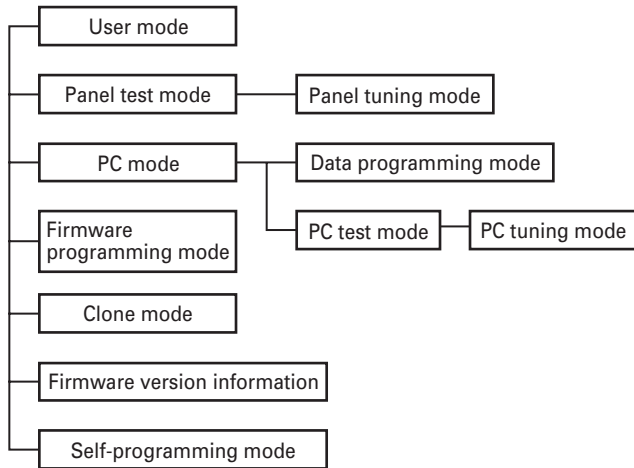 User mode
Panel test mode
Panel tuning mode
PC mode
Data programming mode
PC test mode
PC tuning mode
Firmware
programming mode
Clone mode
Firmware version information
Self-programming mode